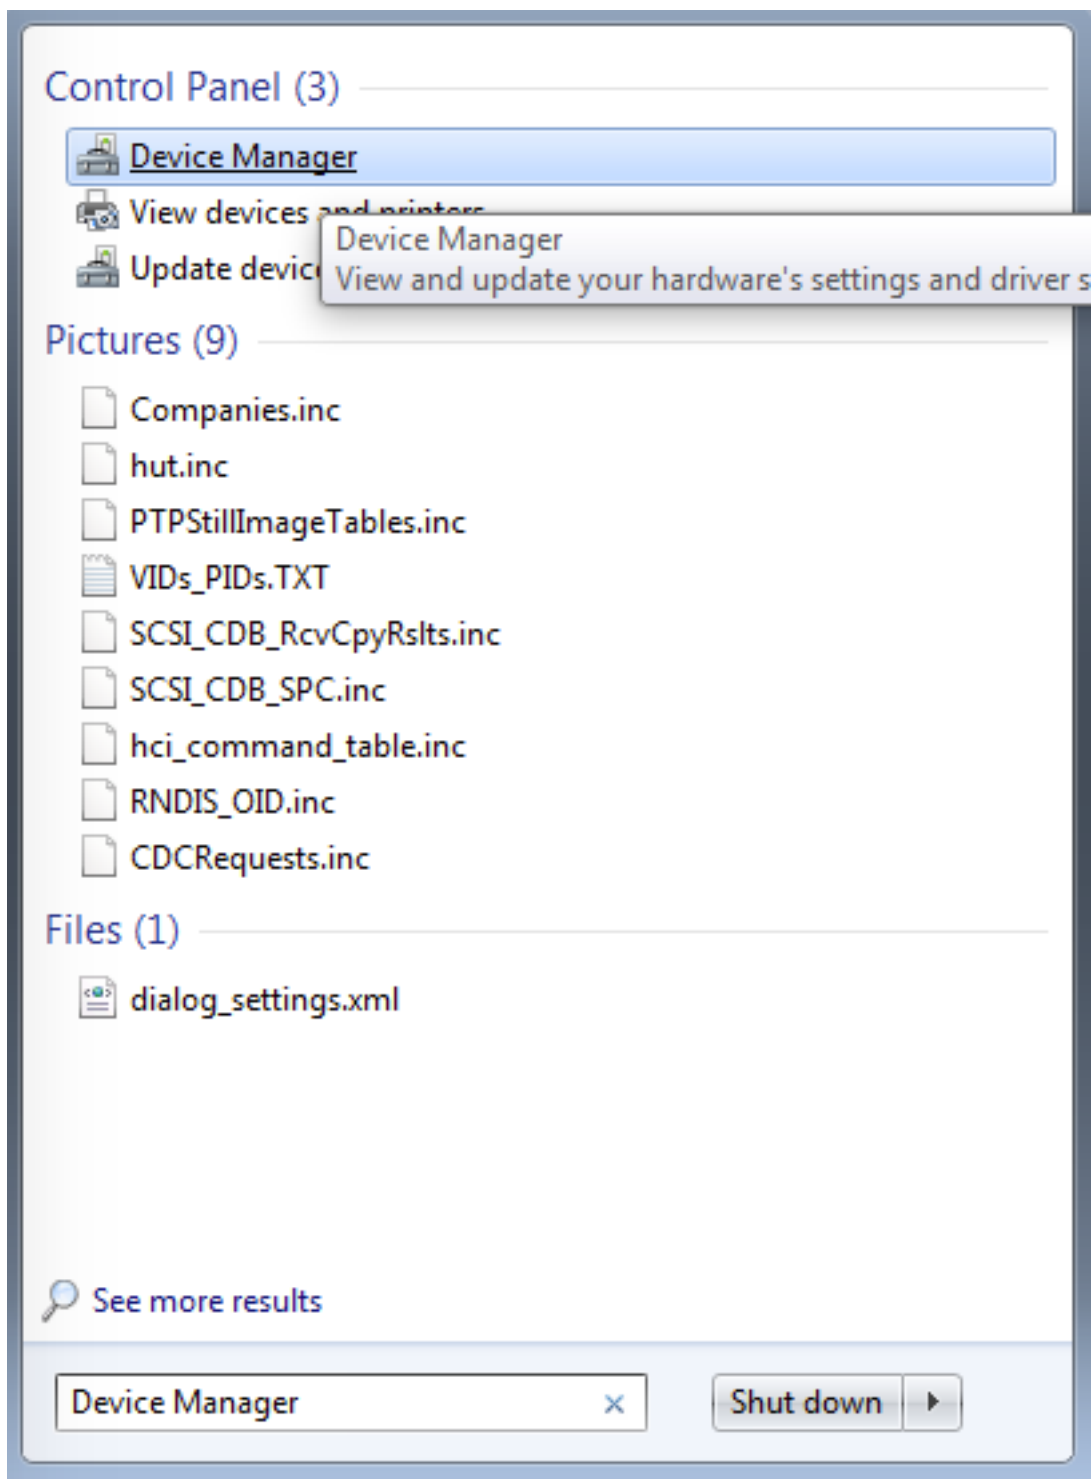 Control Panel (3)
Device Manager
View devices and printers
Device Manager
Update devic
View and update your hardware's settings and driver s
Pictures (9)
Companies.inc
hut.inc
PTPStillImageTables.inc
VIDs_PIDs.TXT
SCSI_CDB_RcvCpyRslts.inc
SCSI_CDB_SPC.inc
hci_command_table.inc
RNDIS_OID.inc
CDCRequests.inc
Files (1)
dialog_settings.xml
See more results
Device Manager
Shut down